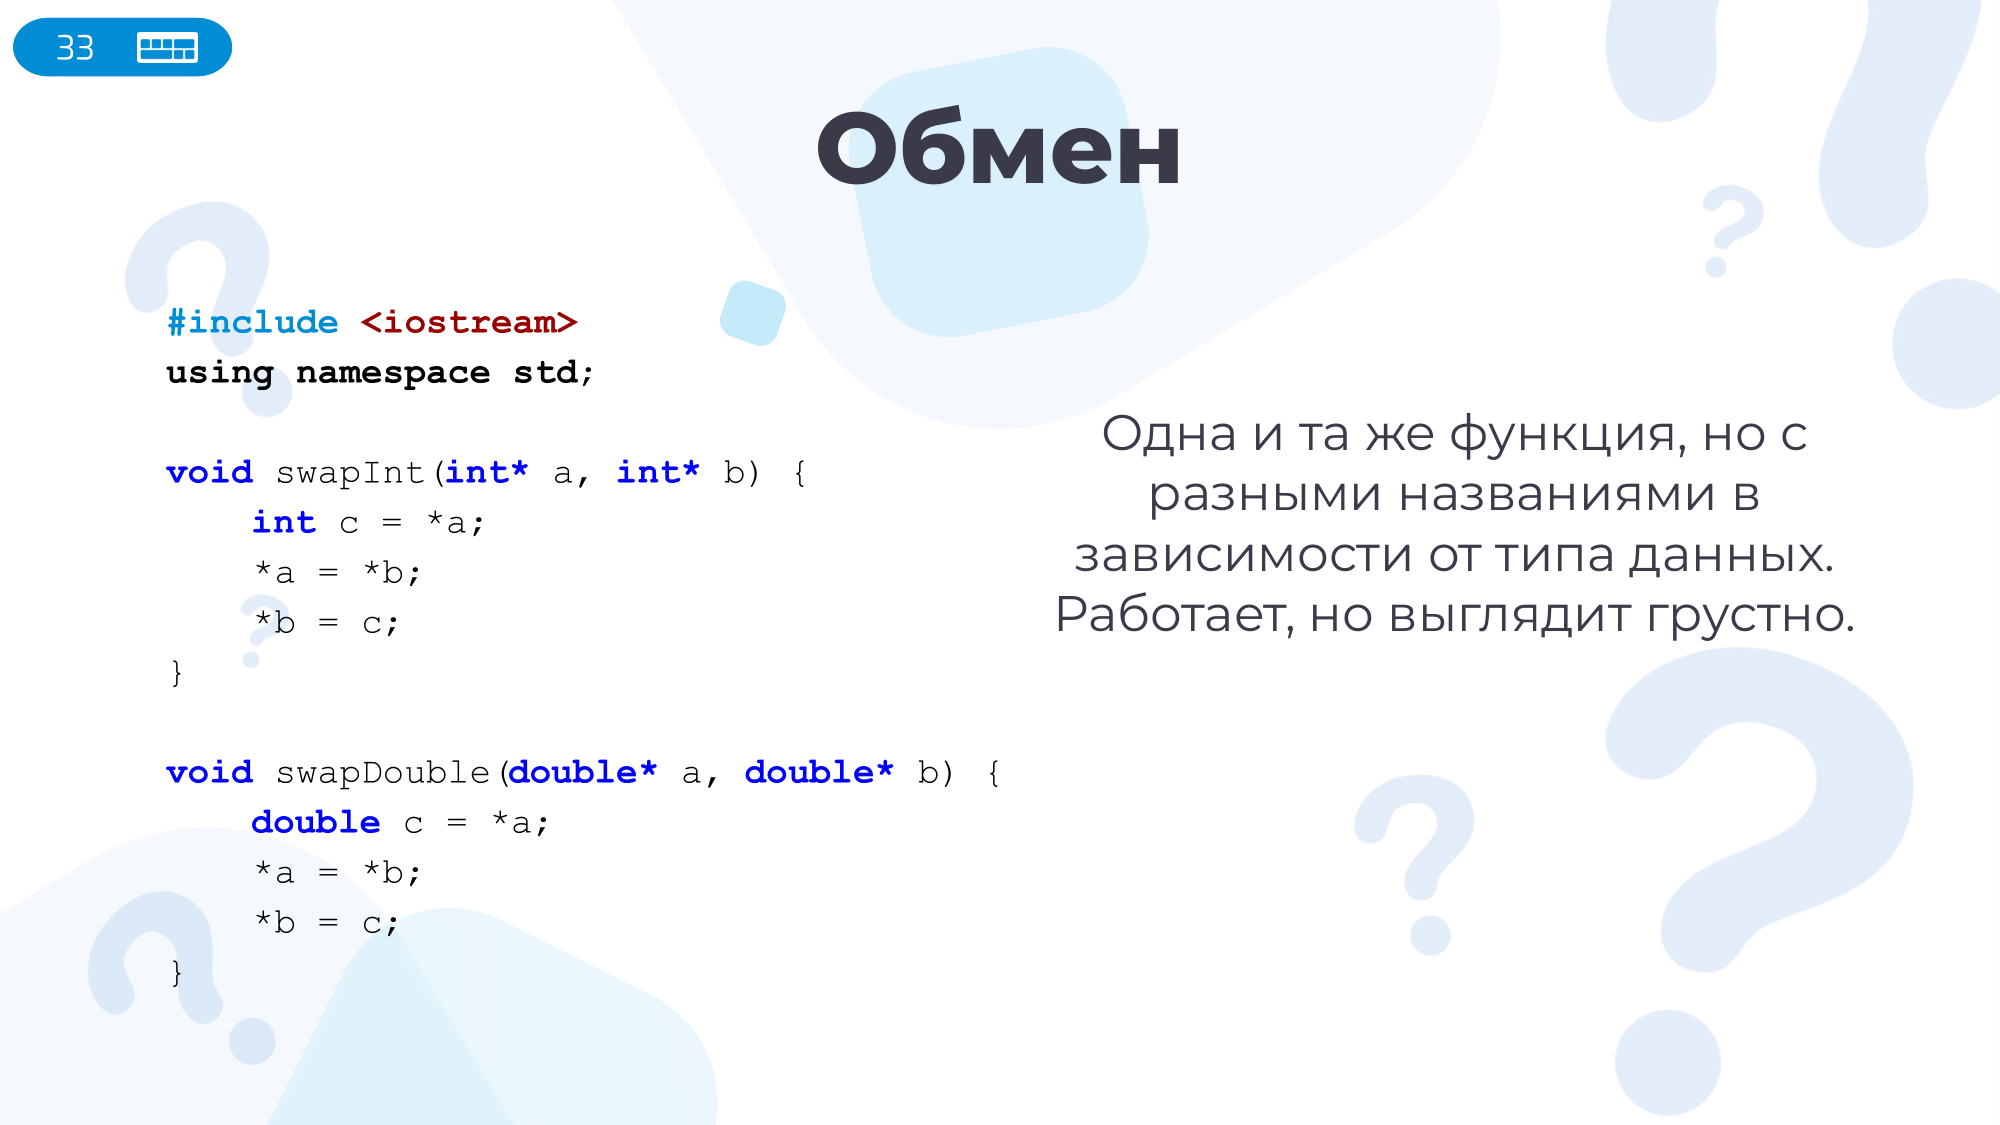 33
Обмен
#include <iostream>
using namespace std;
void swapInt(int* a, int* b) {
    int c = *a;
    *a = *b;
    *b = c;
}
void swapDouble(double* a, double* b) {
    double c = *a;
    *a = *b;
    *b = c;
}
Одна и та же функция, но с
разными названиями в
зависимости от типа данных.
Работает, но выглядит грустно.